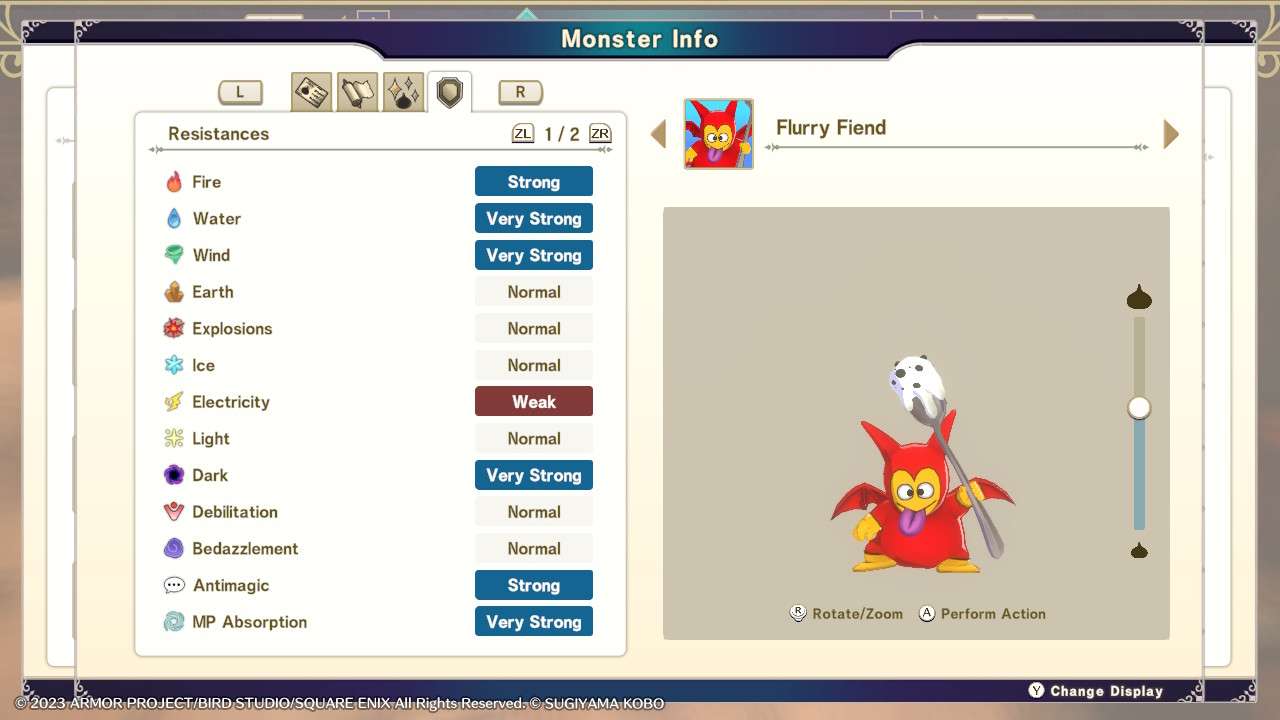 Monster Info
L
R
Resistances
ZL 1 / 2 ZR
Flurry Fiend
Fire Strong
Water Very Strong
Wind Very Strong
Earth Normal
Explosions Normal
Ice Normal
Electricity Weak
Light Normal
Dark Very Strong
Debilitation Normal
Bedazzlement Normal
Antimagic Strong
MP Absorption Very Strong
R Rotate/Zoom A Perform Action
Y Change Display
© 2023 ARMOR PROJECT/BIRD STUDIO/SQUARE ENIX All Rights Reserved. © SUGIYAMA KOBO